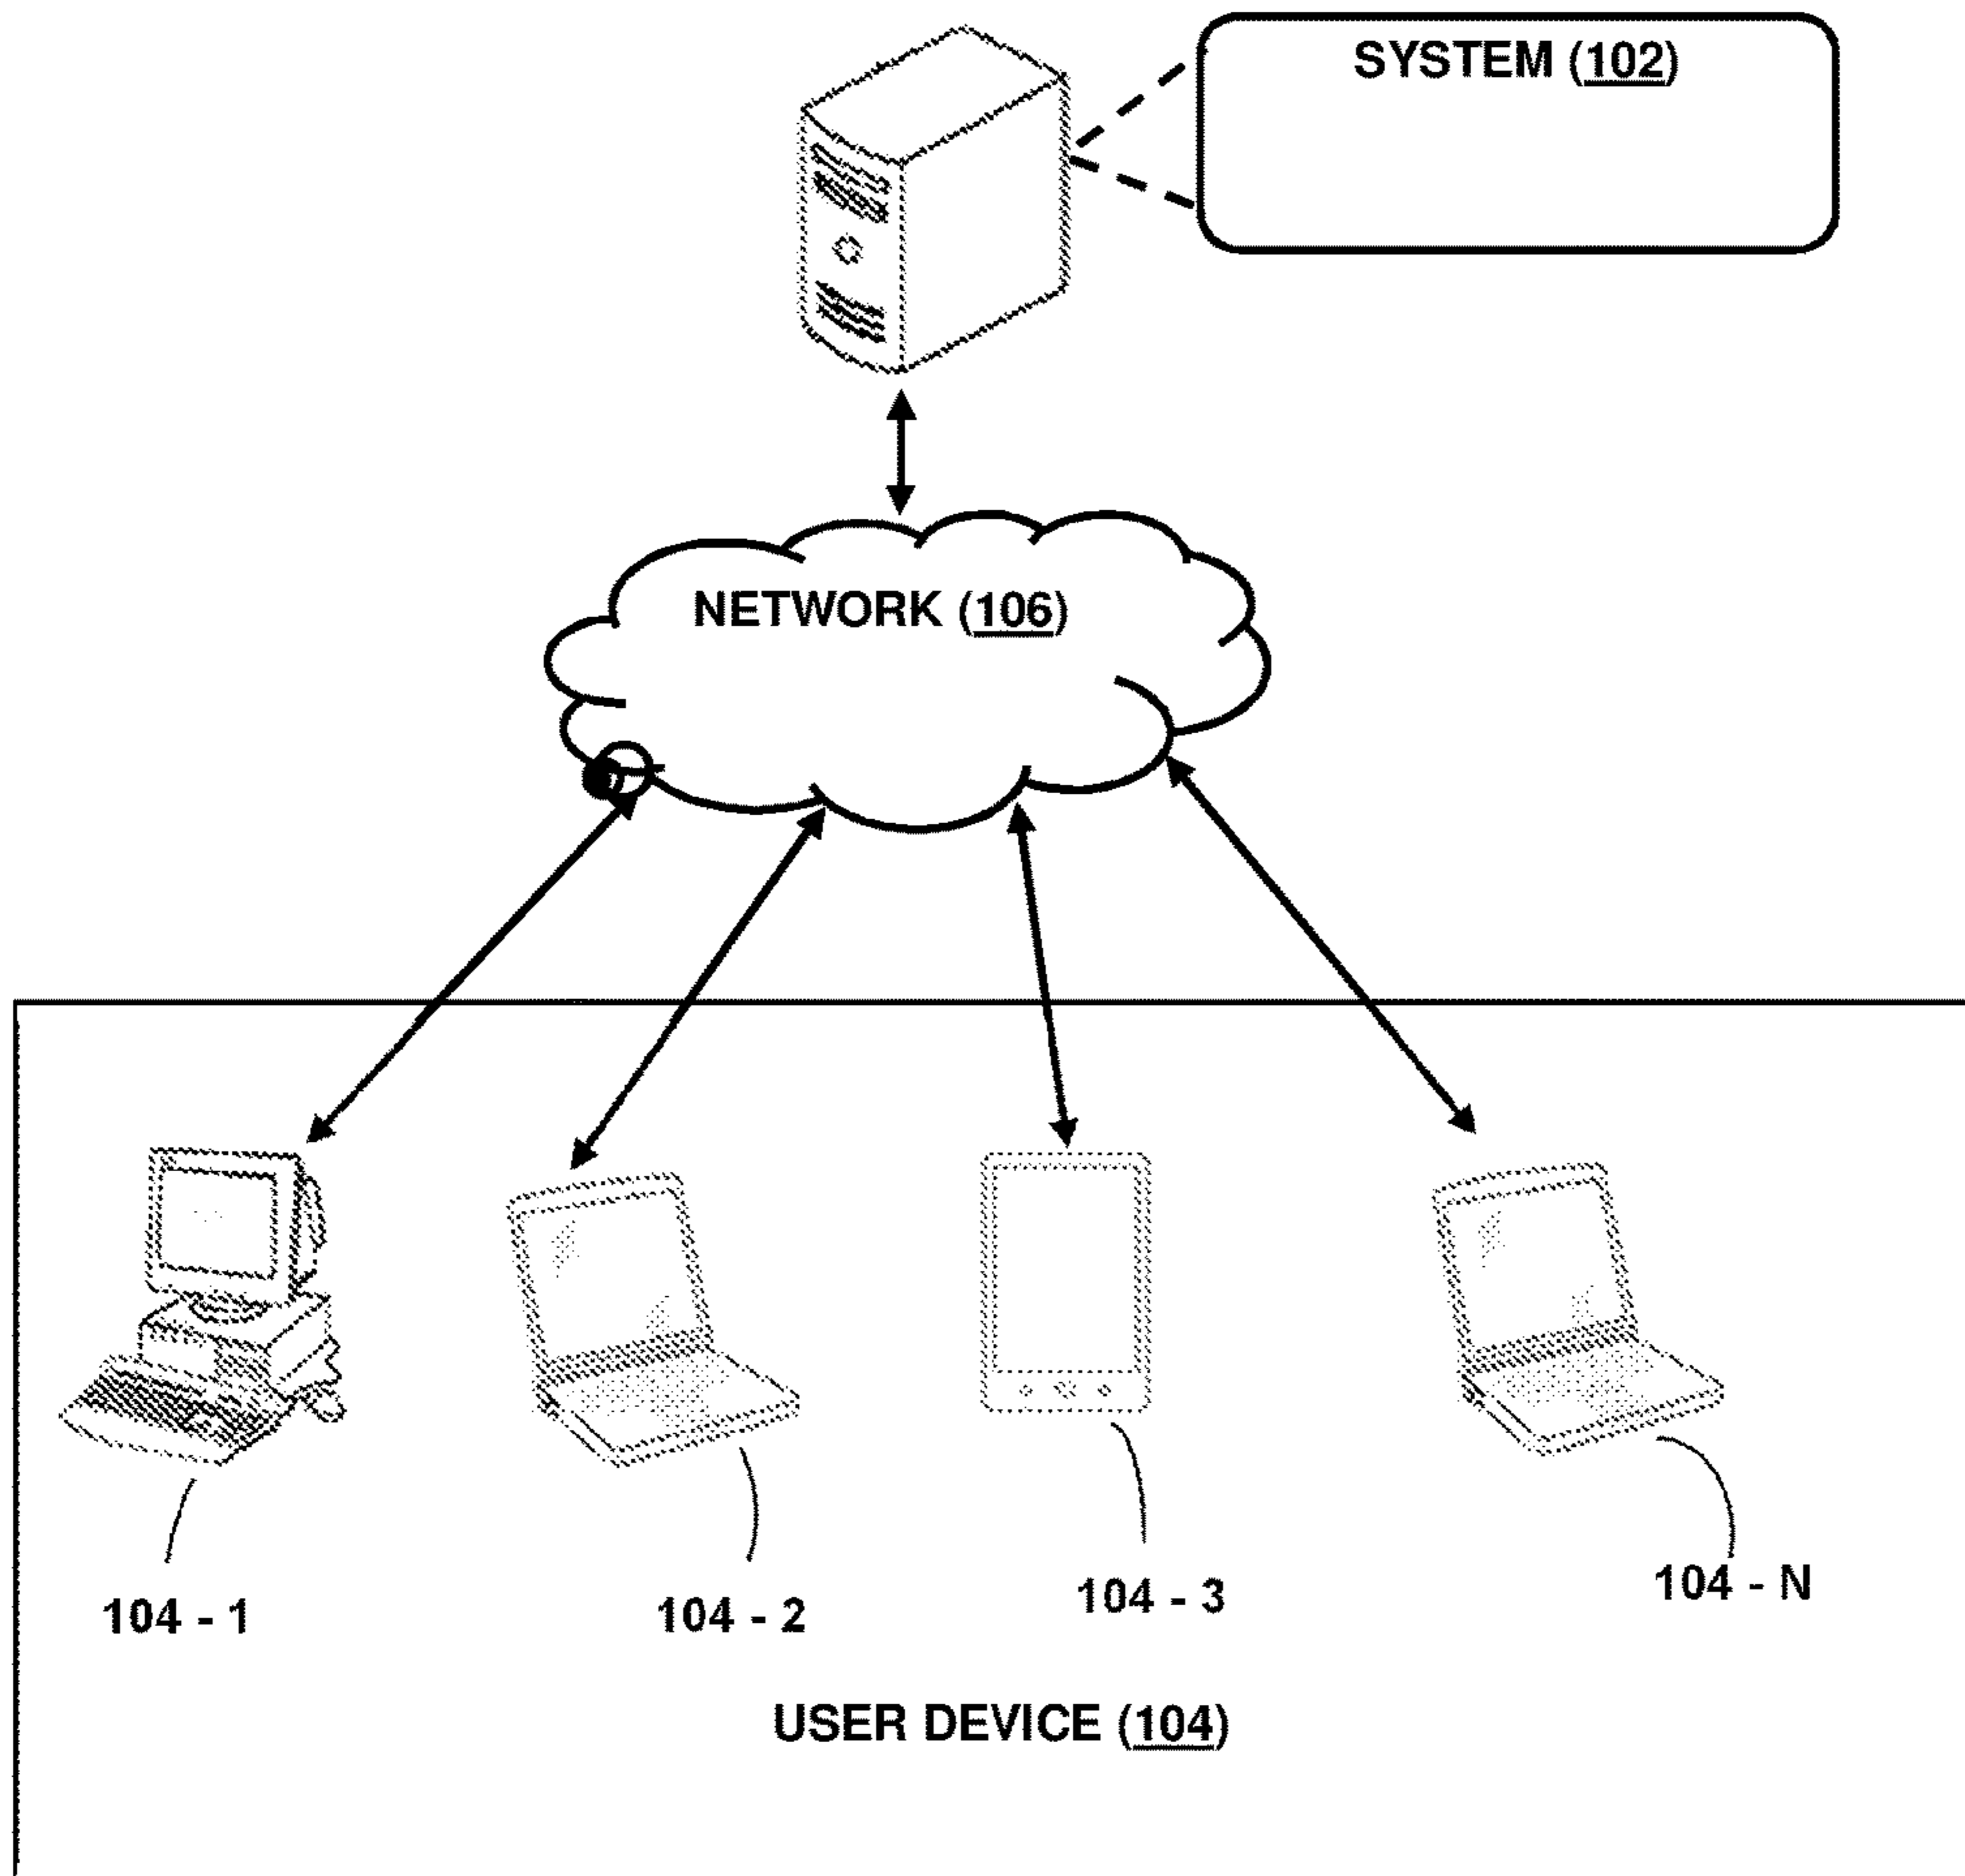 SYSTEM (102)
NETWORK (106)
104 - 1
104 - 2
104 - 3
104 - N
USER DEVICE (104)